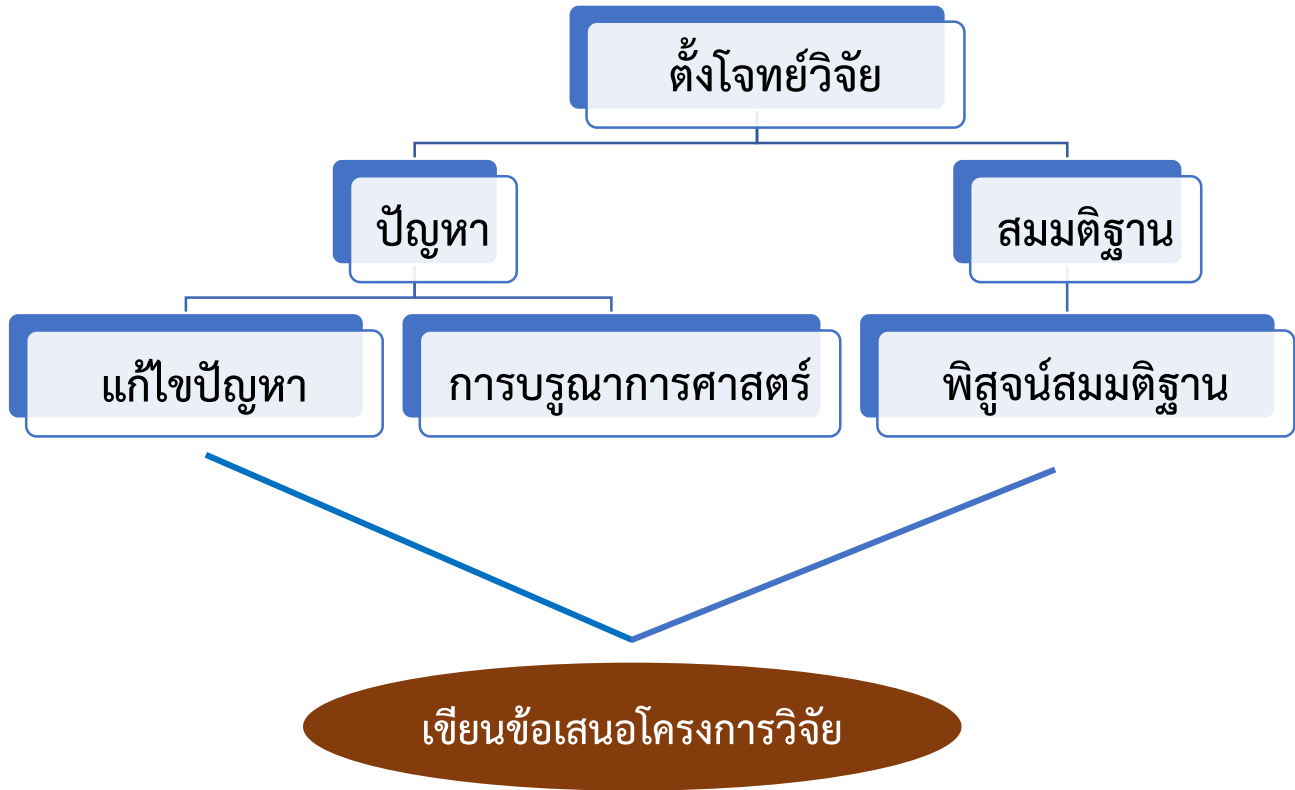 ตั้งโจทย์วิจัย
ปัญหา
สมมติฐาน
แก้ไขปัญหา
การบรูณาการศาสตร์
พิสูจน์สมมติฐาน
เขียนข้อเสนอโครงการวิจัย